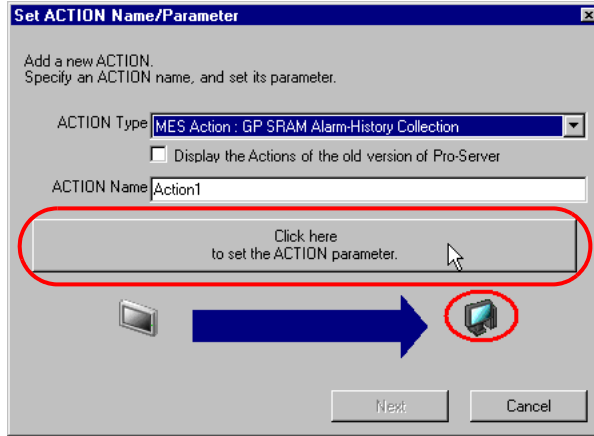 Set ACTION Name/Parameter
Add a new ACTION.
Specify an ACTION name, and set its parameter.
ACTION Type MES Action : GP SRAM Alarm-History Collection
Display the Actions of the old version of Pro-Server
ACTION Name Action1
Click here
to set the ACTION parameter.
Next Cancel